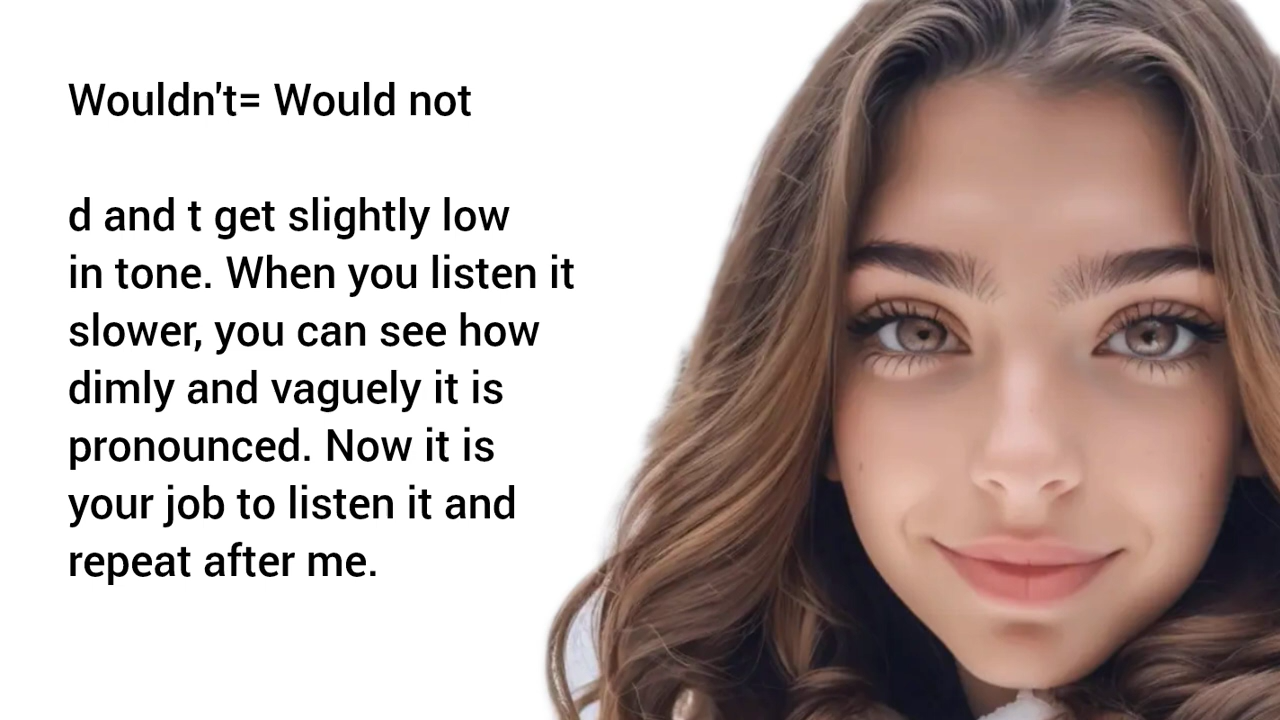 Wouldn't= Would not
d and t get slightly low
in tone. When you listen it
slower, you can see how
dimly and vaguely it is
pronounced. Now it is
your job to listen it and
repeat after me.